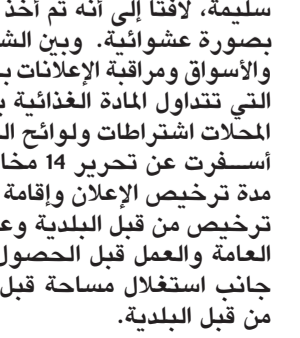 سليمة، لافتا إلى أنه تم أخذ
بصورة عشوائية. وبين الش
والأسواق ومراقبة الإعلانات ب
التي تتداول المادة الغذائية ب
المحلات اشتراطات ولوائح ال
أســفرت عن تحرير 14 مخا
مدة ترخيص الإعلان وإقامة
ترخيص من قبل البلدية وع
العامة والعمل قبل الحصول
جانب استغلال مساحة قبل
من قبل البلدية.